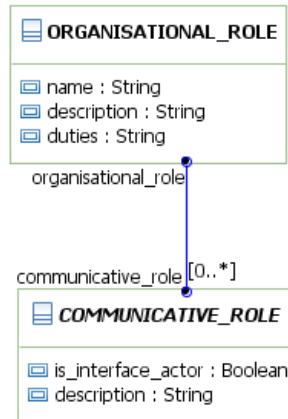 ORGANISATIONAL_ROLE
name : String
description : String
duties : String
organisational_role
communicative_role [0..*]
COMMUNICATIVE_ROLE
is_interface_actor : Boolean
description : String